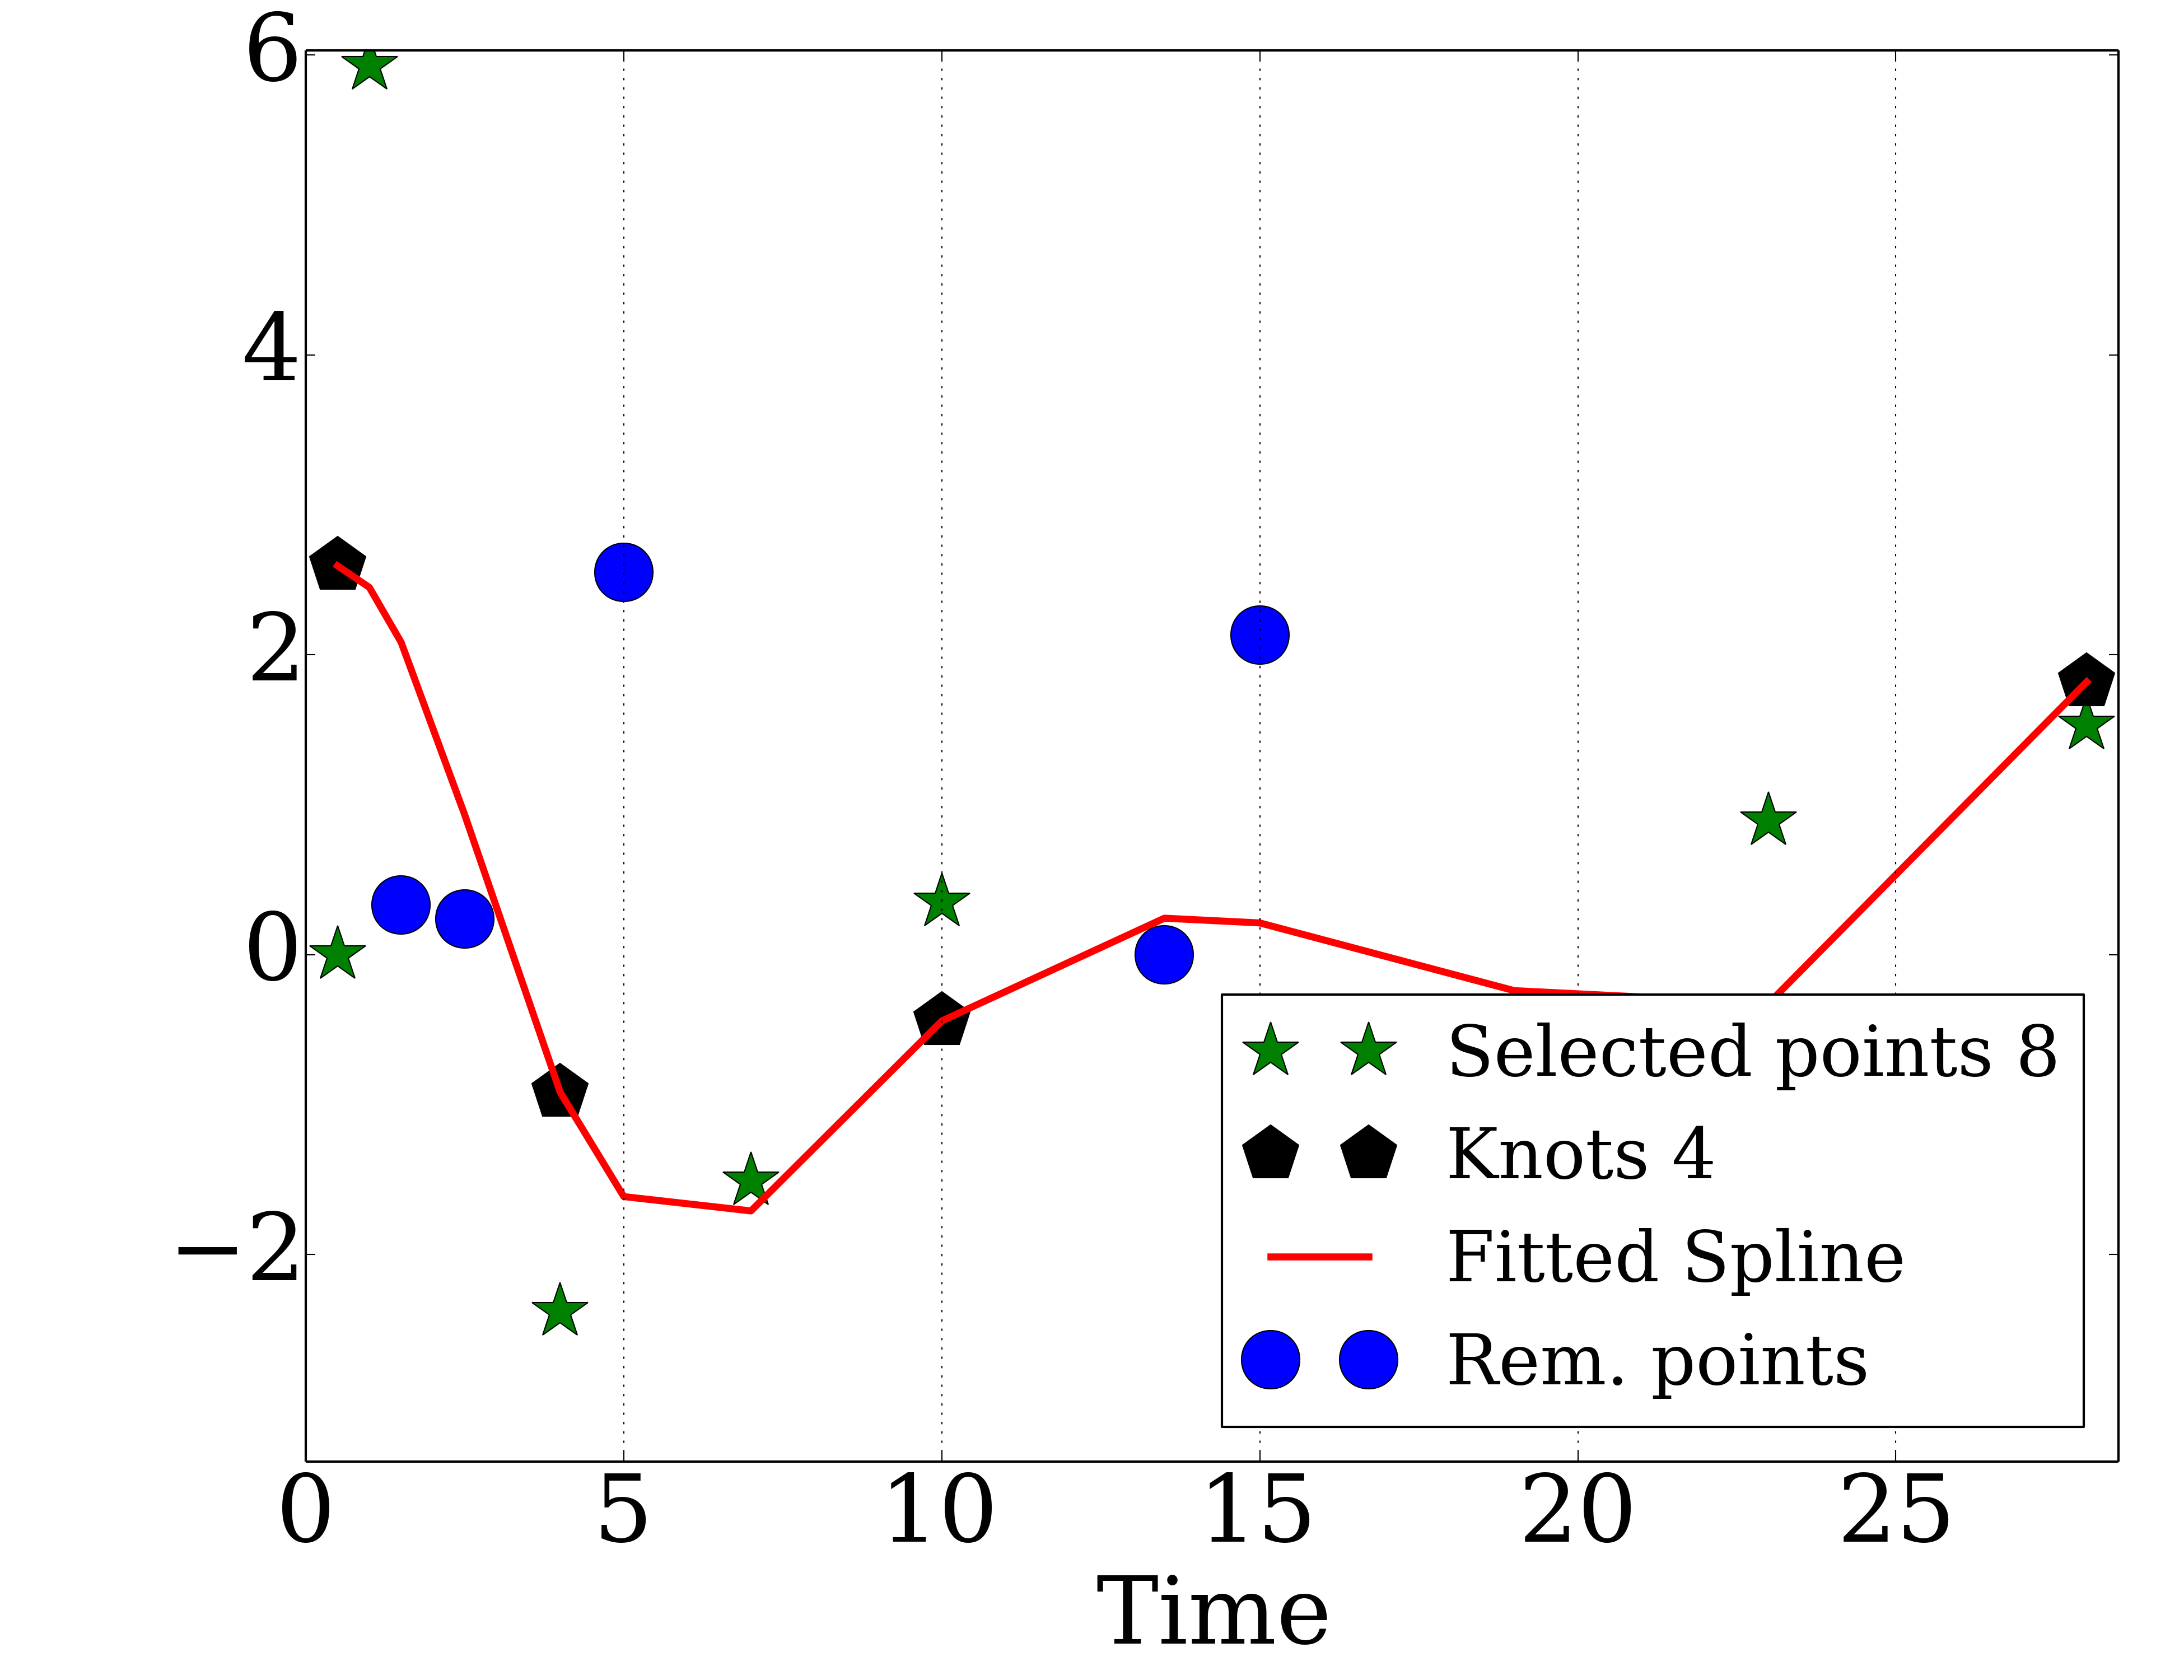 6
4
2
0
−2
0 5 10 15 20 25
Time
Selected points 8
Knots 4
Fitted Spline
Rem. points